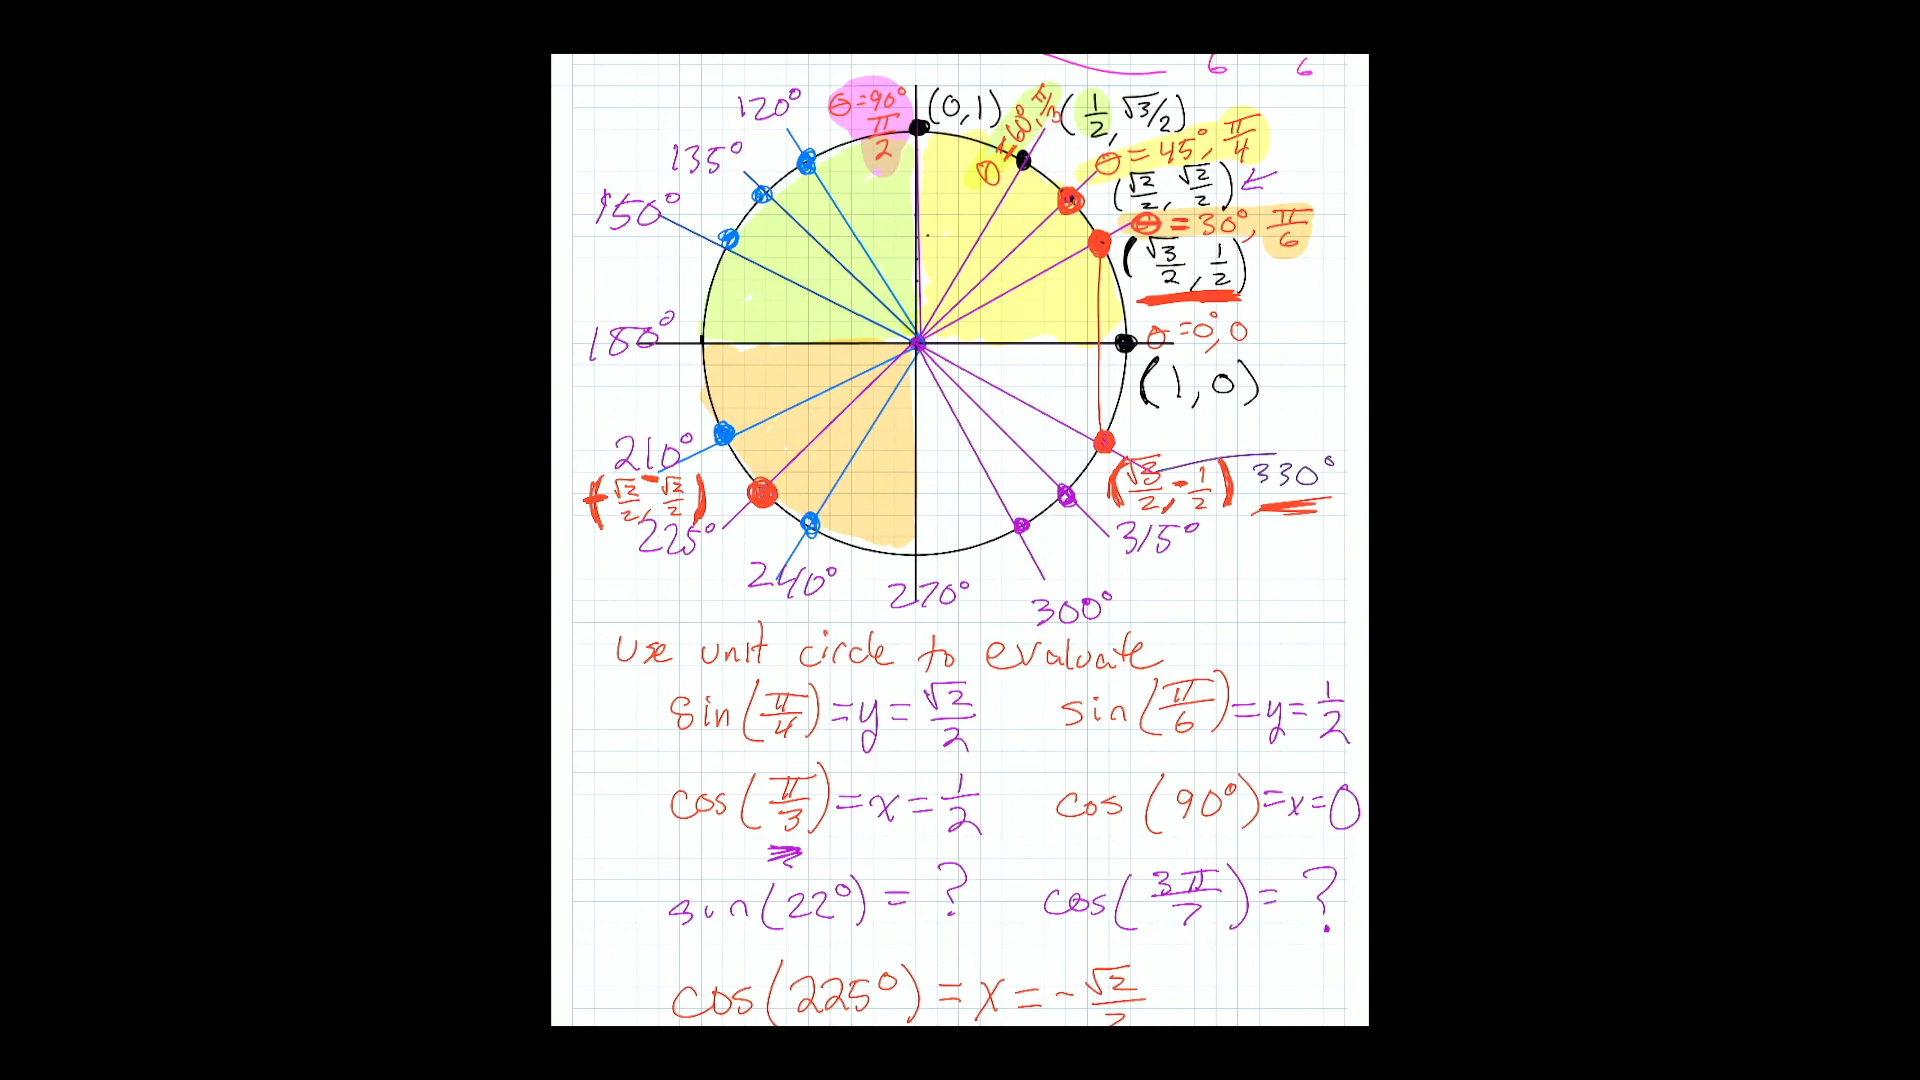 6 6
120° θ=90° π/2 (0,1) θ=60°, π/3 (1/2, √3/2)
135° θ = 45°, π/4
(√2/2, √2/2)
150° θ = 30°, π/6
(√3/2, 1/2)
180° θ=0°, 0
(1, 0)
210° (√3/2, -1/2) 330°
(-√2/2, -√2/2)
225° 315°
240° 270° 300°
Use unit circle to evaluate
sin(π/4) = y = √2/2 sin(π/6) = y = 1/2
cos(π/3) = x = 1/2 cos(90°) = x = 0
sin(22°) = ? cos(3π/7) = ?
cos(225°) = x = -√2/2